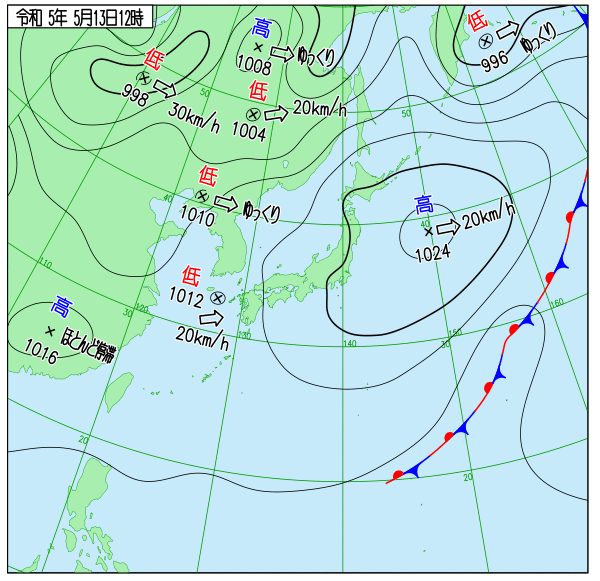 令和 5年 5月13日12時
低
998
30km/h
高
1008
ゆっくり
低
996
ゆっくり
低
1004
20km/h
50
50
低
1010
ゆっくり
40
高
1024
20km/h
40
低
1012
20km/h
110
120
30
130
140
30
150
160
高
1016
ほとんど停滞
20
20